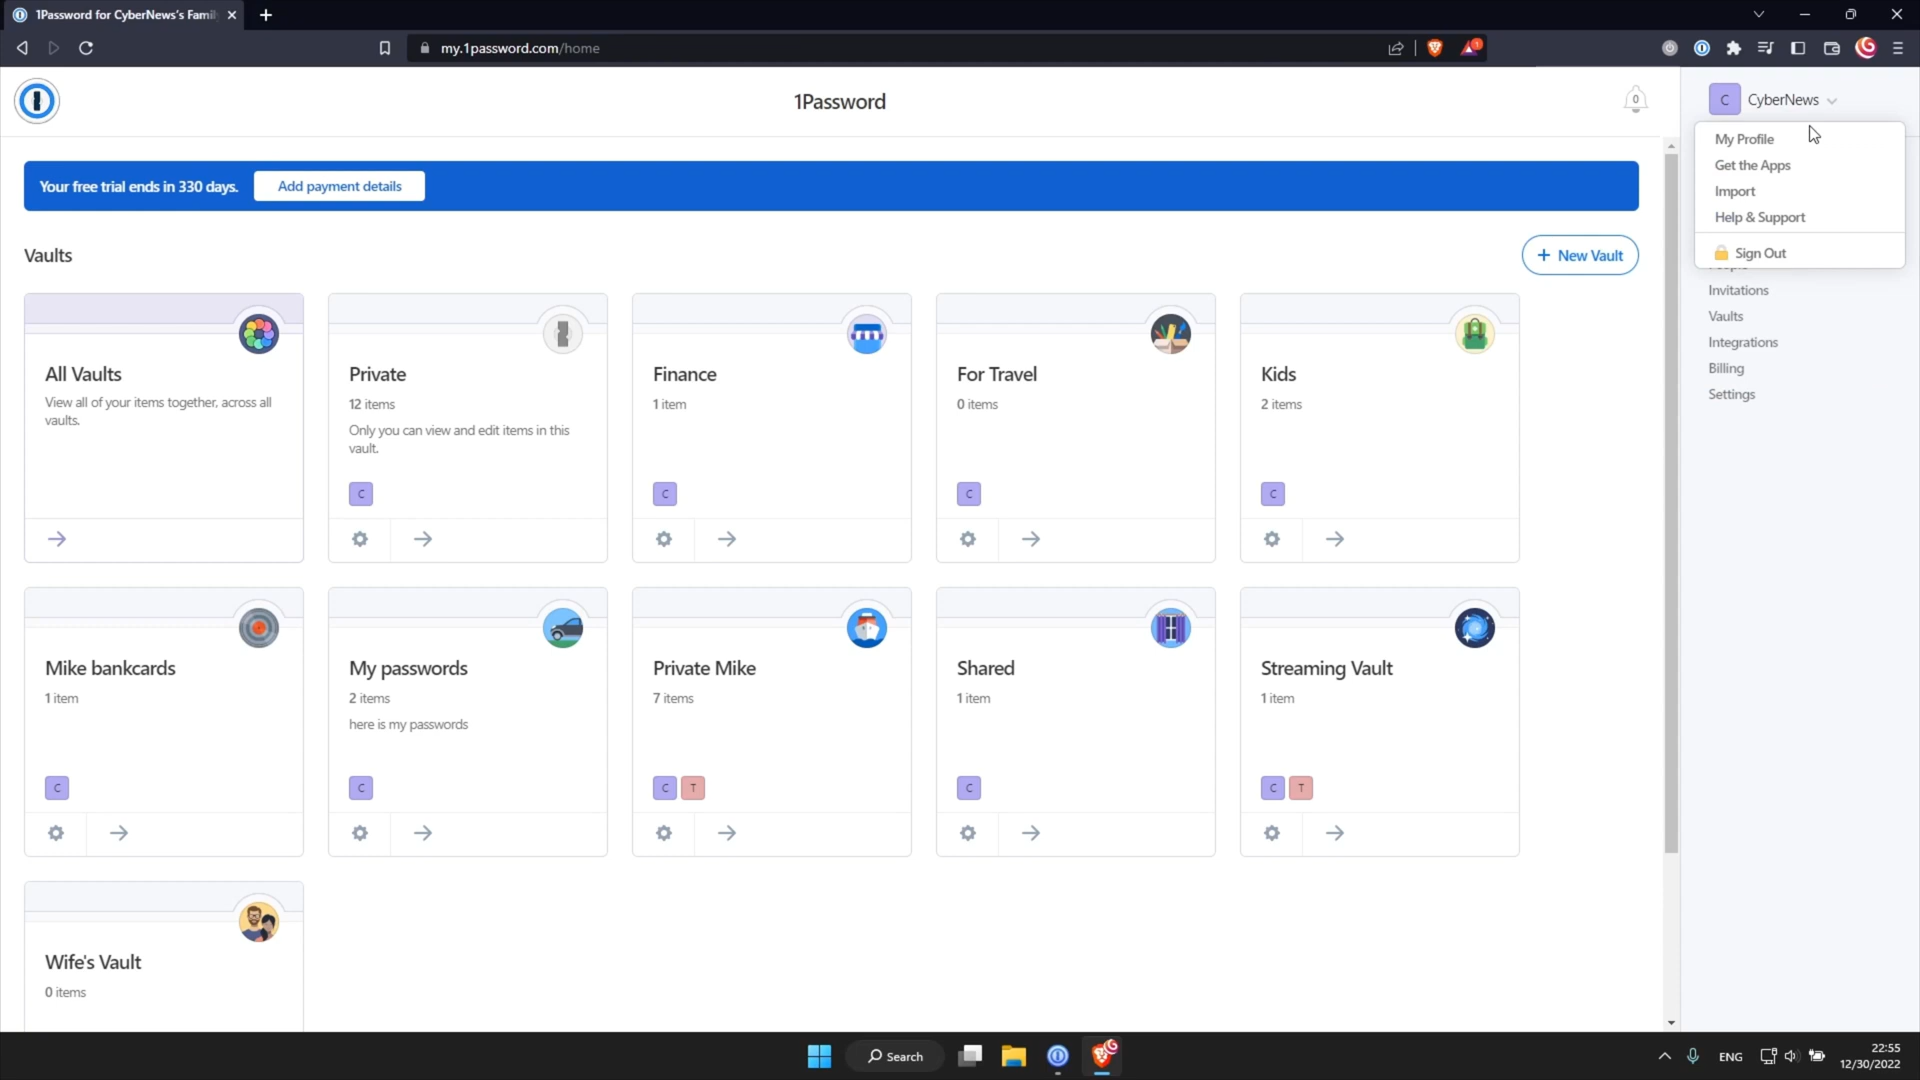 1Password for CyberNews's Fami
my.1password.com/home
1
1Password
0
C CyberNews
My Profile
Get the Apps
Import
Help & Support
Sign Out
Invitations
Vaults
Integrations
Billing
Settings
Your free trial ends in 330 days.
Add payment details
Vaults
+ New Vault
All Vaults
View all of your items together, across all
vaults.
Private
12 items
Only you can view and edit items in this
vault.
C
Finance
1 item
C
For Travel
0 items
C
Kids
2 items
C
Mike bankcards
1 item
C
My passwords
2 items
here is my passwords
C
Private Mike
7 items
C T
Shared
1 item
C
Streaming Vault
1 item
C T
Wife's Vault
0 items
Search
ENG
22:55
12/30/2022